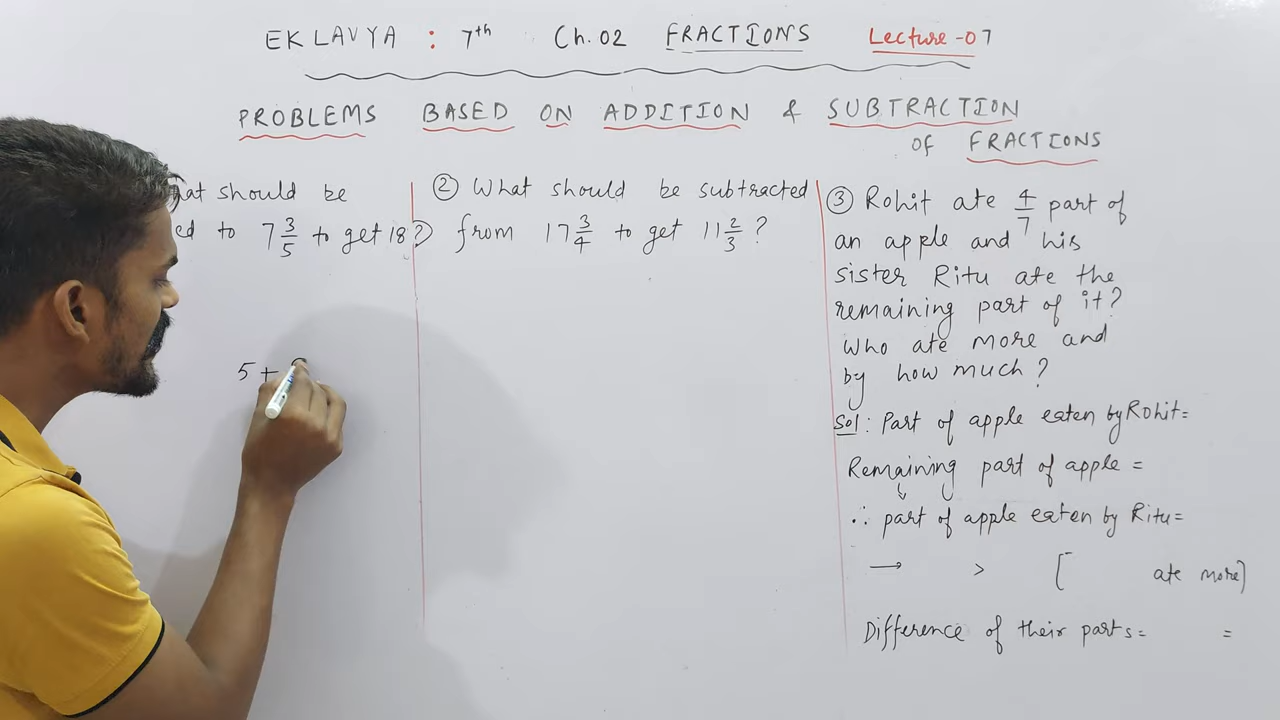 EKLAVYA : 7th Ch. 02 FRACTIONS Lecture-07
PROBLEMS BASED ON ADDITION & SUBTRACTION
OF FRACTIONS
at should be
ed to 7 3/5 to get 18?
5 +
② What should be subtracted
from 17 3/4 to get 11 2/3 ?
③ Rohit ate 4/7 part of
an apple and his
sister Ritu ate the
remaining part of it?
Who ate more and
by how much?
Sol: Part of apple eaten by Rohit=
Remaining part of apple =
∴ part of apple eaten by Ritu=
→ > [ ate more]
Difference of their parts= =